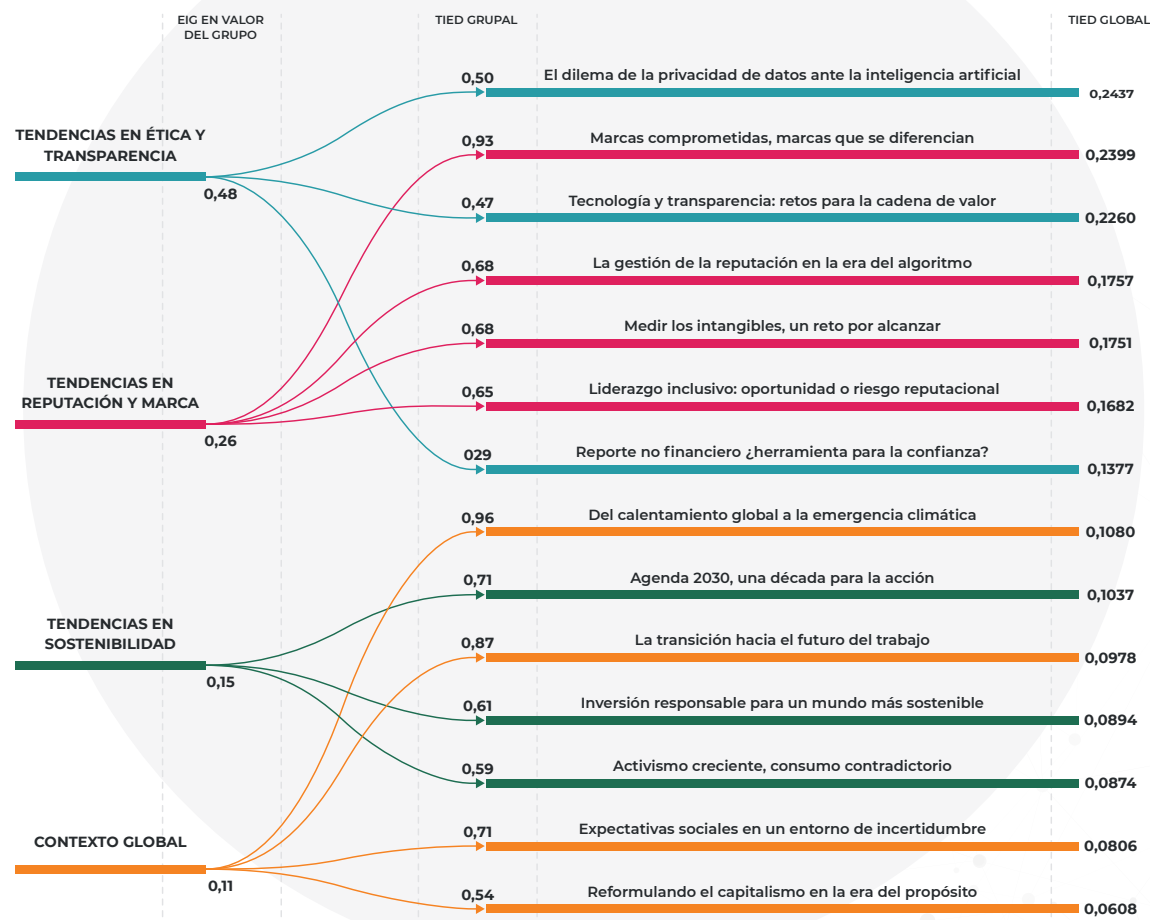 EIG EN VALOR
DEL GRUPO
TIED GRUPAL
TIED GLOBAL
TENDENCIAS EN ÉTICA Y
TRANSPARENCIA
0,48
TENDENCIAS EN
REPUTACIÓN Y MARCA
0,26
TENDENCIAS EN
SOSTENIBILIDAD
0,15
CONTEXTO GLOBAL
0,11
0,50 El dilema de la privacidad de datos ante la inteligencia artificial 0,2437
0,93 Marcas comprometidas, marcas que se diferencian 0,2399
0,47 Tecnología y transparencia: retos para la cadena de valor 0,2260
0,68 La gestión de la reputación en la era del algoritmo 0,1757
0,68 Medir los intangibles, un reto por alcanzar 0,1751
0,65 Liderazgo inclusivo: oportunidad o riesgo reputacional 0,1682
029 Reporte no financiero ¿herramienta para la confianza? 0,1377
0,96 Del calentamiento global a la emergencia climática 0,1080
0,71 Agenda 2030, una década para la acción 0,1037
0,87 La transición hacia el futuro del trabajo 0,0978
0,61 Inversión responsable para un mundo más sostenible 0,0894
0,59 Activismo creciente, consumo contradictorio 0,0874
0,71 Expectativas sociales en un entorno de incertidumbre 0,0806
0,54 Reformulando el capitalismo en la era del propósito 0,0608